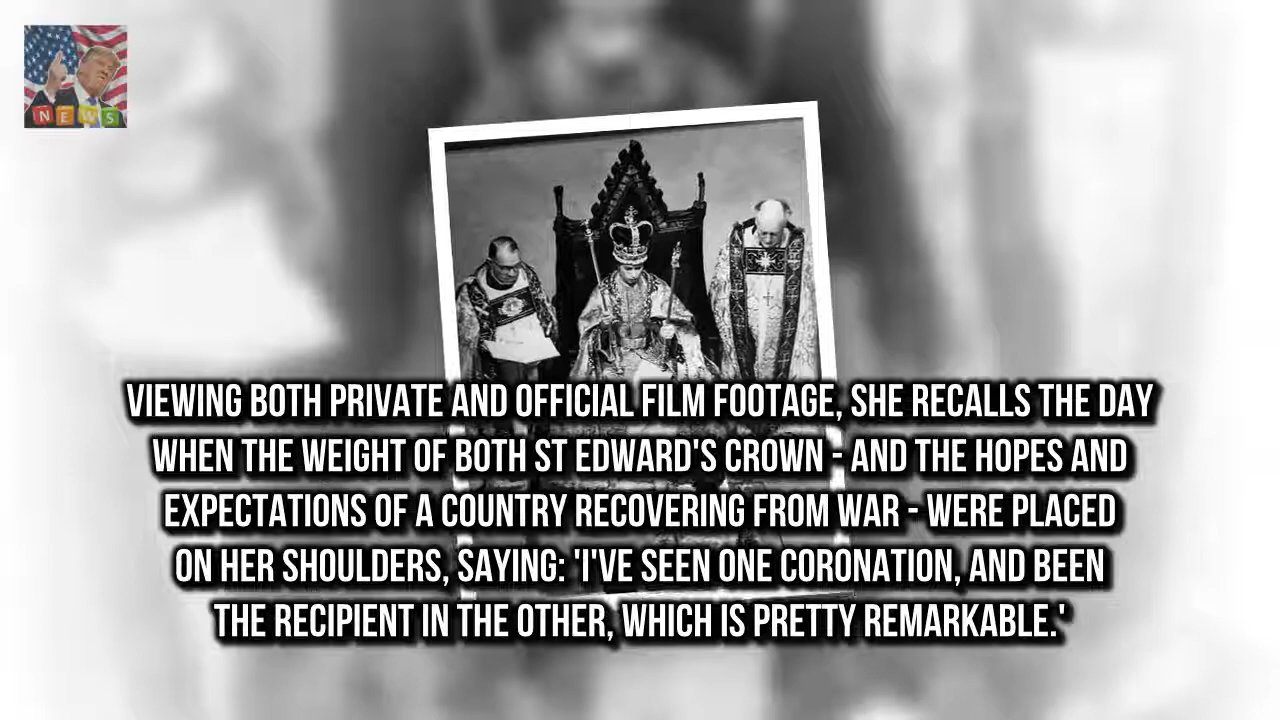 NEWS
VIEWING BOTH PRIVATE AND OFFICIAL FILM FOOTAGE, SHE RECALLS THE DAY
WHEN THE WEIGHT OF BOTH ST EDWARD'S CROWN - AND THE HOPES AND
EXPECTATIONS OF A COUNTRY RECOVERING FROM WAR - WERE PLACED
ON HER SHOULDERS, SAYING: 'I'VE SEEN ONE CORONATION, AND BEEN
THE RECIPIENT IN THE OTHER, WHICH IS PRETTY REMARKABLE.'